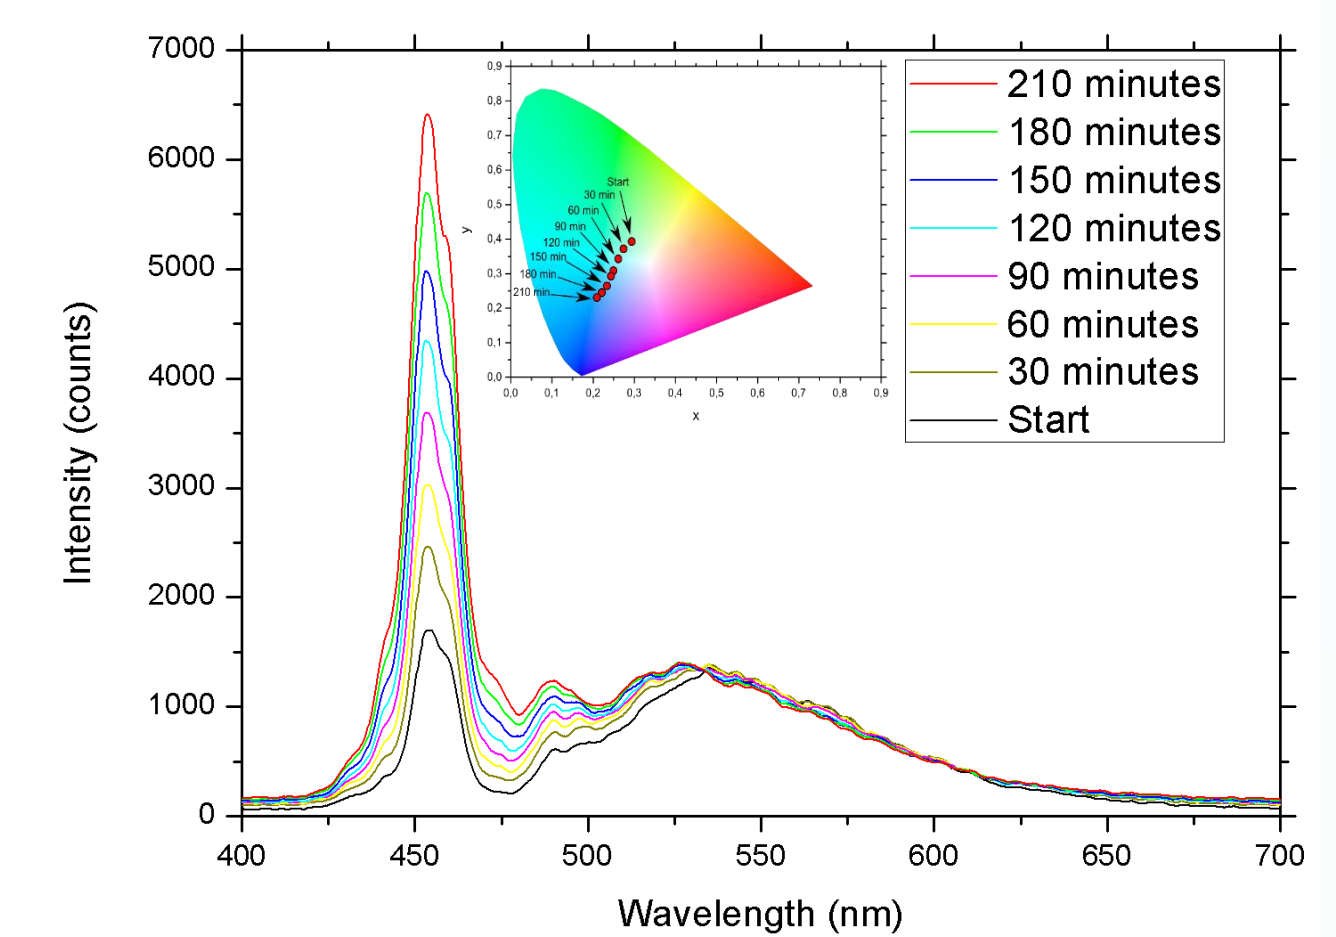 7000
6000
5000
4000
3000
2000
1000
0
Intensity (counts)
400 450 500 550 600 650 700
Wavelength (nm)
0,9
0,8
0,7
0,6
0,5
0,4
0,3
0,2
0,1
0,0
y
0,0 0,1 0,2 0,3 0,4 0,5 0,6 0,7 0,8 0,9
x
Start
30 min
60 min
90 min
120 min
150 min
180 min
210 min
210 minutes
180 minutes
150 minutes
120 minutes
90 minutes
60 minutes
30 minutes
Start